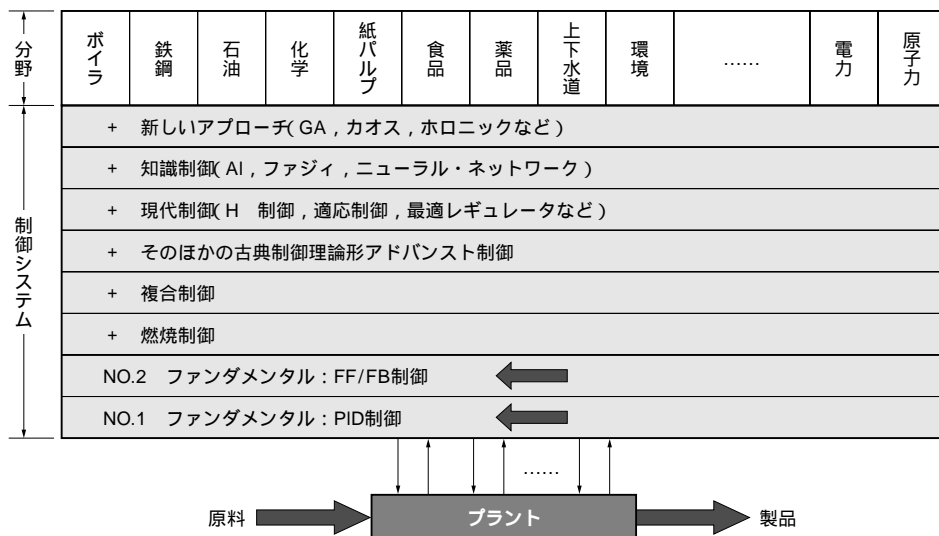 分野
ボイラ
鉄鋼
石油
化学
紙パルプ
食品
薬品
上下水道
環境
……
電力
原子力
制御システム
+ 新しいアプローチ(GA，カオス，ホロニックなど)
+ 知識制御(AI，ファジィ，ニューラル・ネットワーク)
+ 現代制御(H 制御，適応制御，最適レギュレータなど)
+ そのほかの古典制御理論形アドバンスト制御
+ 複合制御
+ 燃焼制御
NO.2 ファンダメンタル：FF/FB制御
NO.1 ファンダメンタル：PID制御
……
原料
プラント
製品